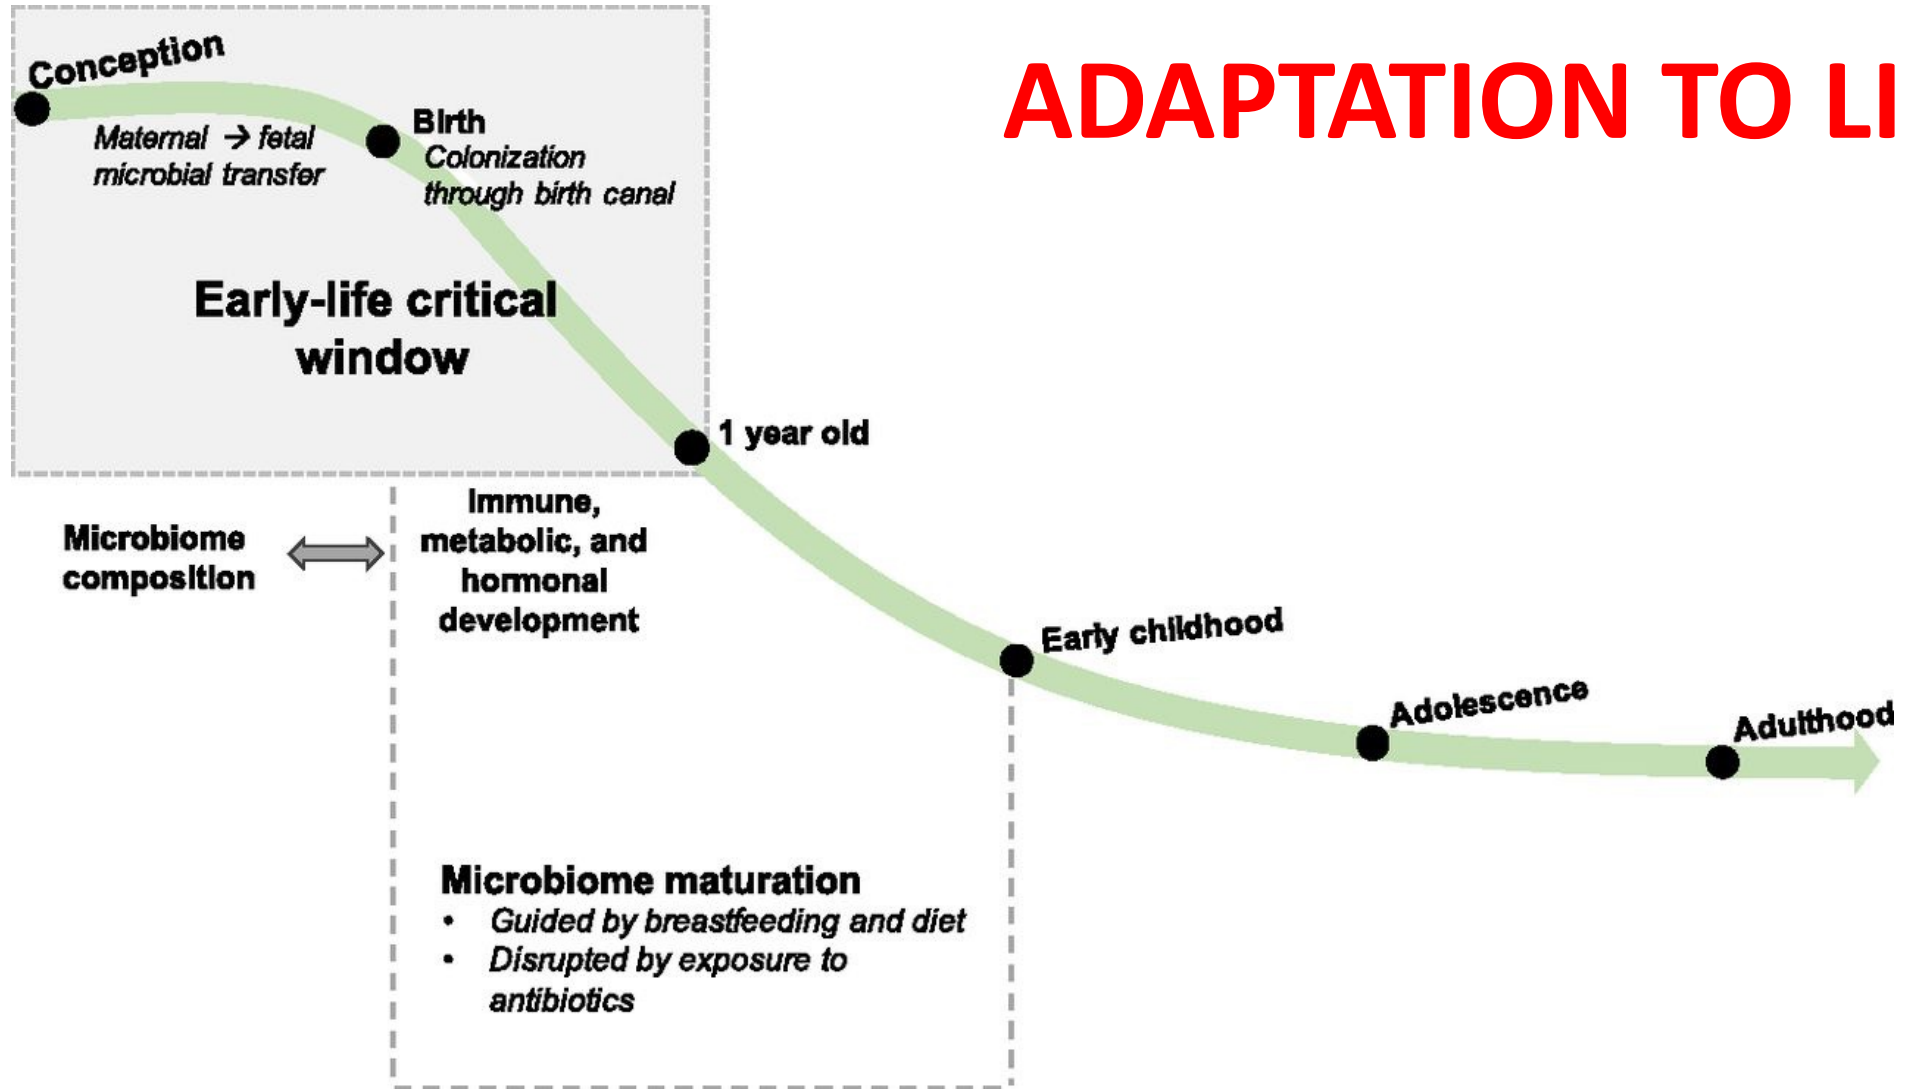 ADAPTATION TO LI
Conception
Maternal → fetal
microbial transfer
Birth
Colonization
through birth canal
Early-life critical
window
1 year old
Microbiome
composition
Immune,
metabolic, and
hormonal
development
Early childhood
Adolescence
Adulthood
Microbiome maturation
• Guided by breastfeeding and diet
• Disrupted by exposure to
antibiotics